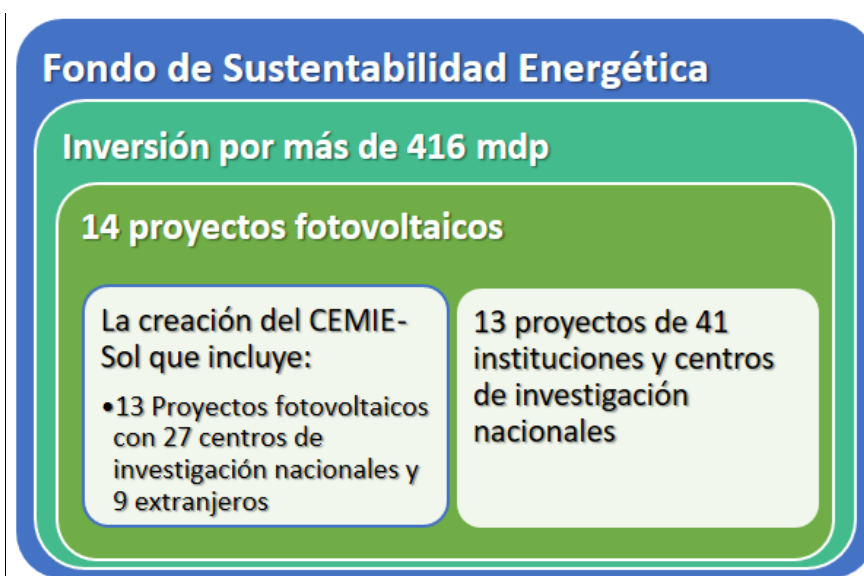 Fondo de Sustentabilidad Energética
Inversión por más de 416 mdp
14 proyectos fotovoltaicos
La creación del CEMIE-
Sol que incluye:
•13 Proyectos fotovoltaicos
con 27 centros de
investigación nacionales y
9 extranjeros
13 proyectos de 41
instituciones y centros
de investigación
nacionales